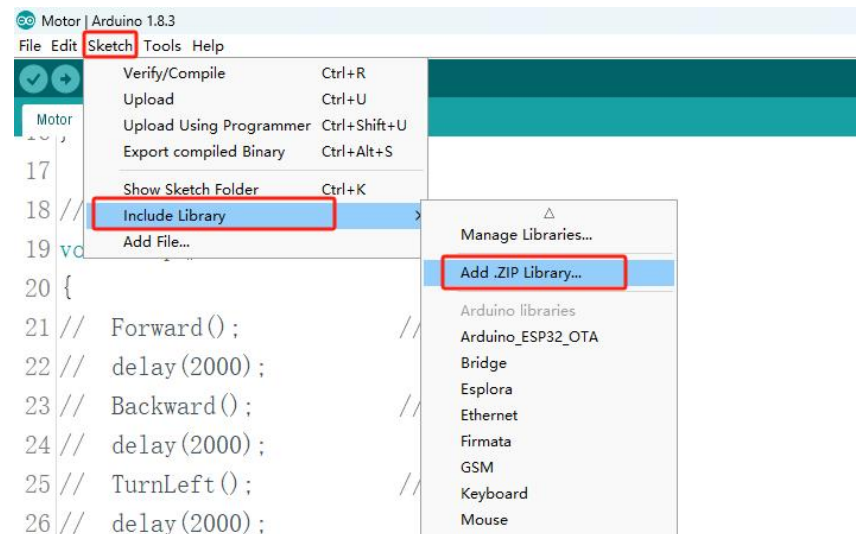 Motor | Arduino 1.8.3
File Edit Sketch Tools Help
Verify/Compile Ctrl+R
Upload Ctrl+U
Motor
Upload Using Programmer Ctrl+Shift+U
Export compiled Binary Ctrl+Alt+S
17
Show Sketch Folder Ctrl+K
18 // Include Library
Manage Libraries...
19 Add File...
Add .ZIP Library...
20 {
Arduino libraries
21 // Forward(); //
Arduino_ESP32_OTA
22 // delay(2000);
Bridge
Esplora
23 // Backward(); //
Ethernet
24 // delay(2000);
Firmata
GSM
25 // TurnLeft(); //
Keyboard
26 // delay(2000);
Mouse